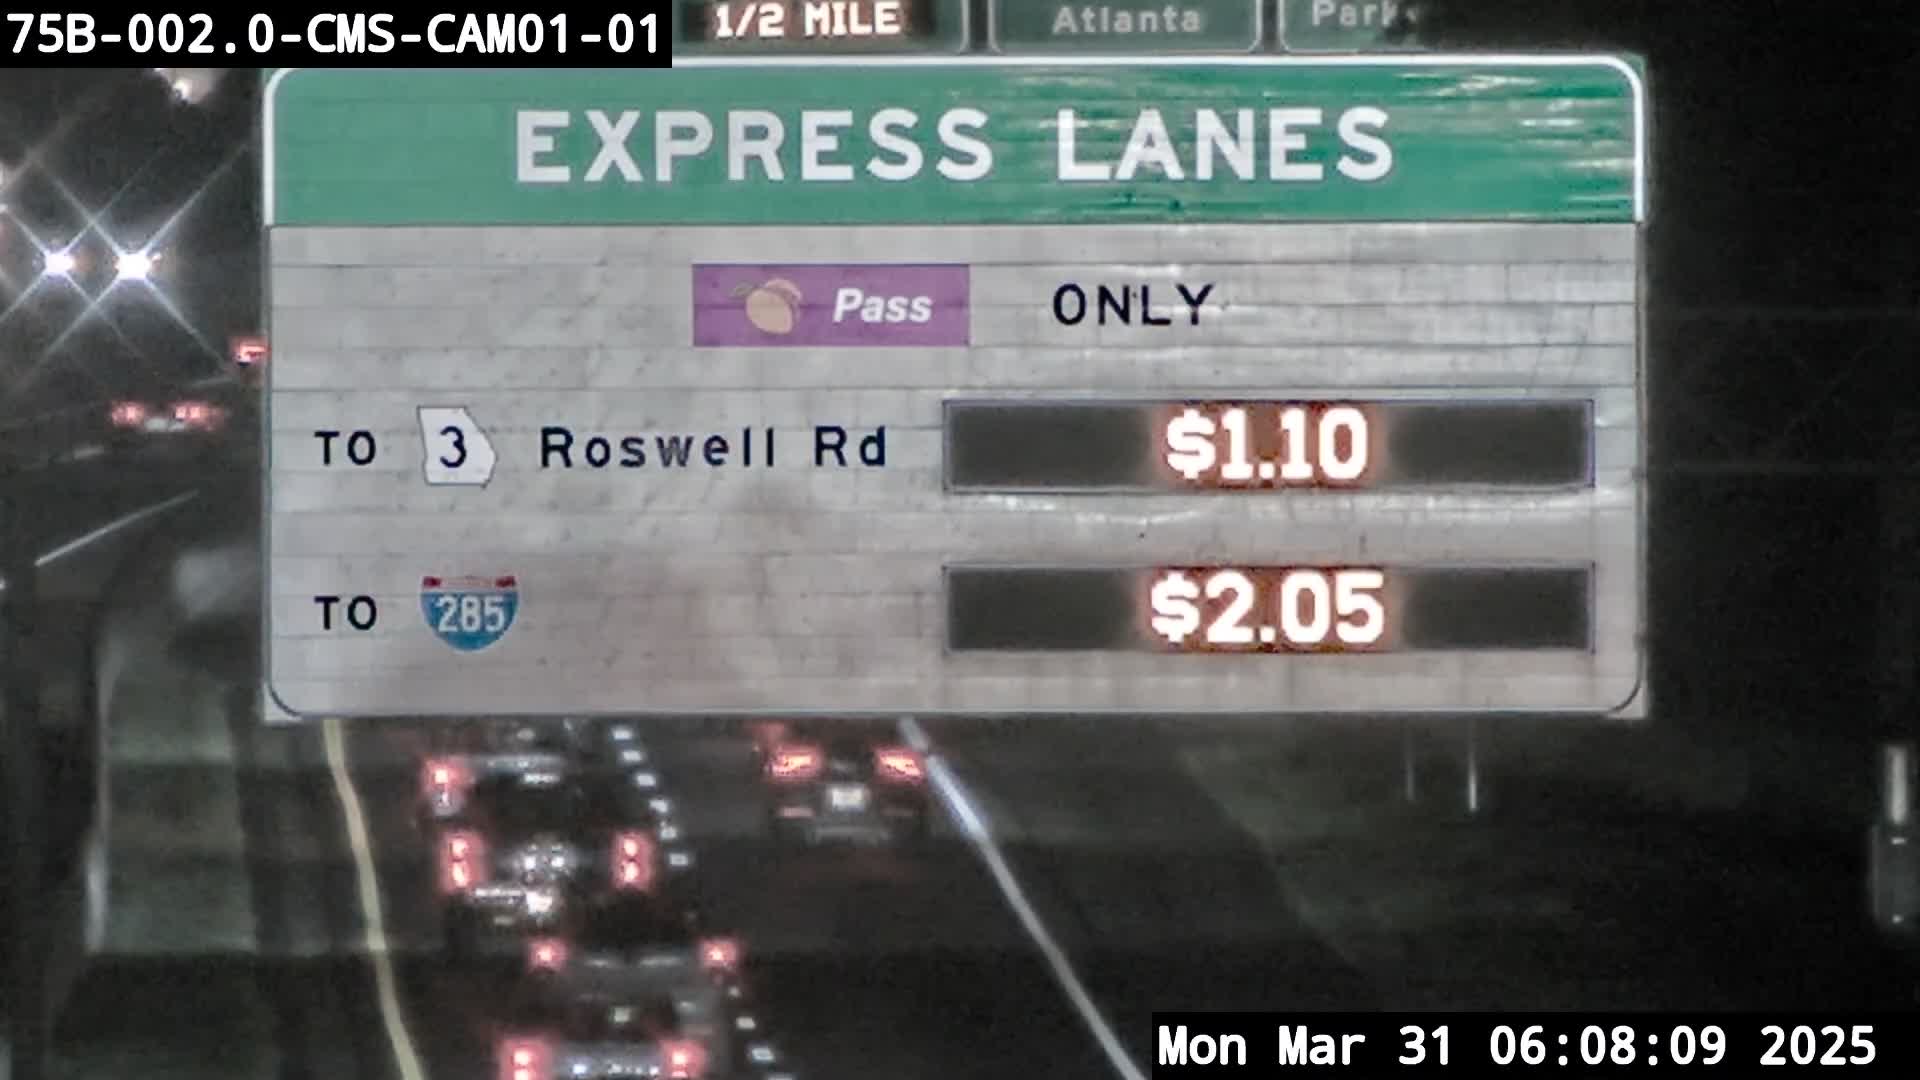 75B-002.0-CMS-CAM01-01
1/2 MILE
Atlanta
EXPRESS LANES
Pass ONLY
TO 3 Roswell Rd $1.10
TO 285 $2.05
Mon Mar 31 06:08:09 2025